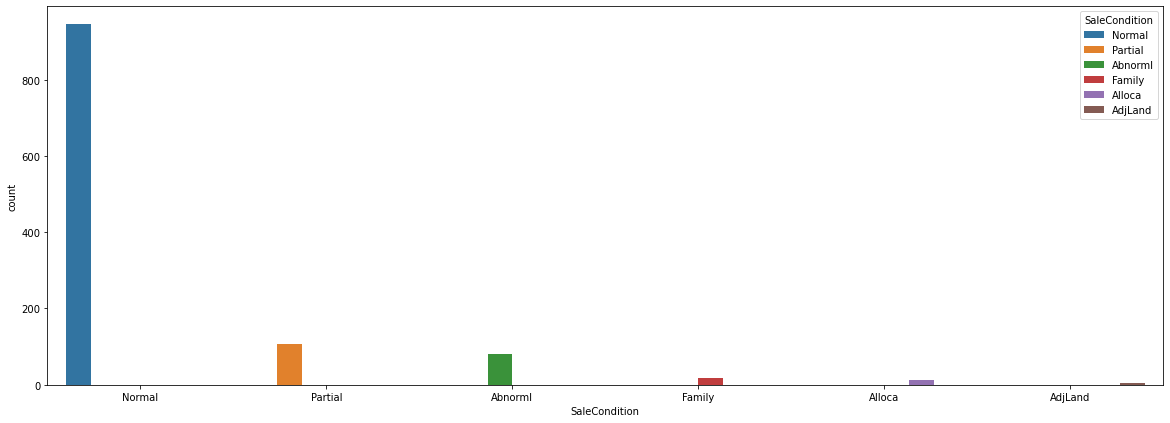 SaleCondition
Normal
Partial
Abnorml
Family
Alloca
AdjLand
800
600
400
200
0
count
Normal Partial Abnorml Family Alloca AdjLand
SaleCondition